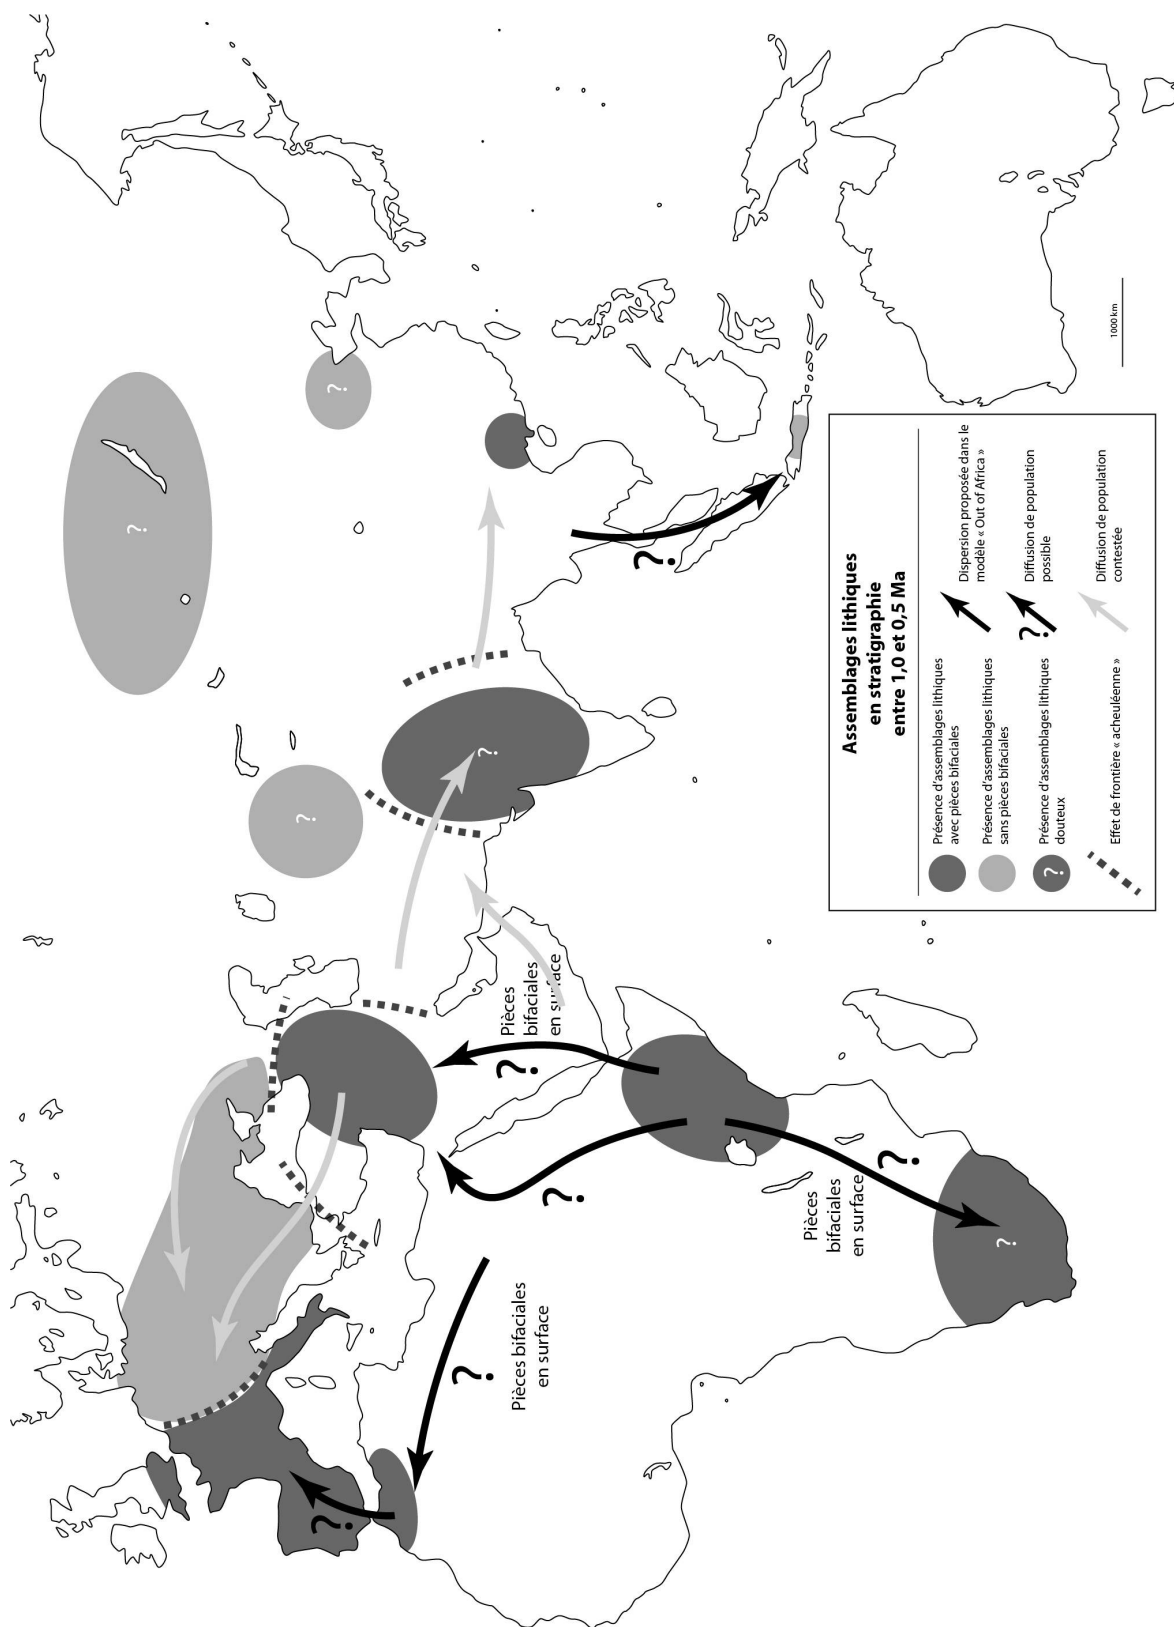 Pièces bifaciales
en surface
Pièces
bifaciales
en surface
Pièces
bifaciales
en surface
?
?
?
?
?
?
?
?
?
?
?
Assemblages lithiques
en stratigraphie
entre 1,0 et 0,5 Ma
Présence d'assemblages lithiques
avec pièces bifaciales
Présence d'assemblages lithiques
sans pièces bifaciales
?
Présence d'assemblages lithiques
douteux
Effet de frontière « acheuléenne »
Dispersion proposée dans le
modèle « Out of Africa »
?
Diffusion de population
possible
Diffusion de population
contestée
1000 km